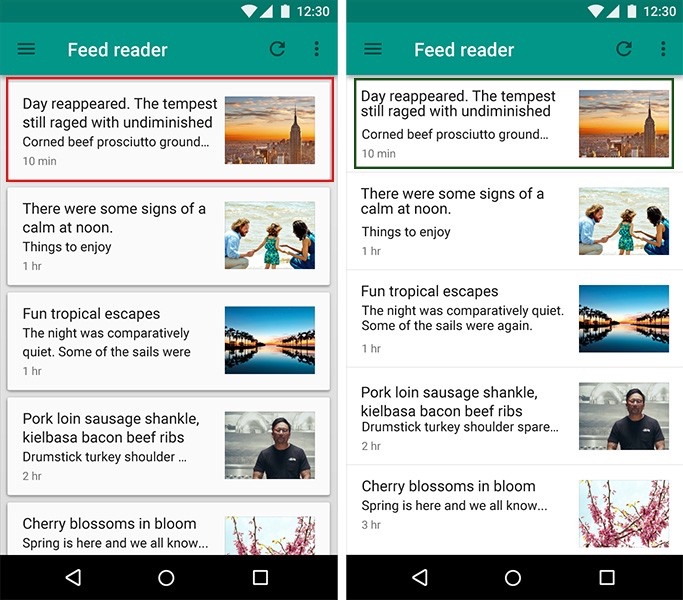 12:30
Feed reader
Day reappeared. The tempest
still raged with undiminished
Corned beef prosciutto ground...
10 min
There were some signs of a
calm at noon.
Things to enjoy
1 hr
Fun tropical escapes
The night was comparatively
quiet. Some of the sails were
1 hr
Pork loin sausage shankle,
kielbasa bacon beef ribs
Drumstick turkey shoulder ...
2 hr
Cherry blossoms in bloom
Spring is here and we all know...
12:30
Feed reader
Day reappeared. The tempest
still raged with undiminished
Corned beef prosciutto ground...
10 min
There were some signs of a
calm at noon.
Things to enjoy
1 hr
Fun tropical escapes
The night was comparatively quiet.
Some of the sails were again.
1 hr
Pork loin sausage shankle,
kielbasa bacon beef ribs
Drumstick turkey shoulder spare...
2 hr
Cherry blossoms in bloom
Spring is here and we all know...
3 hr